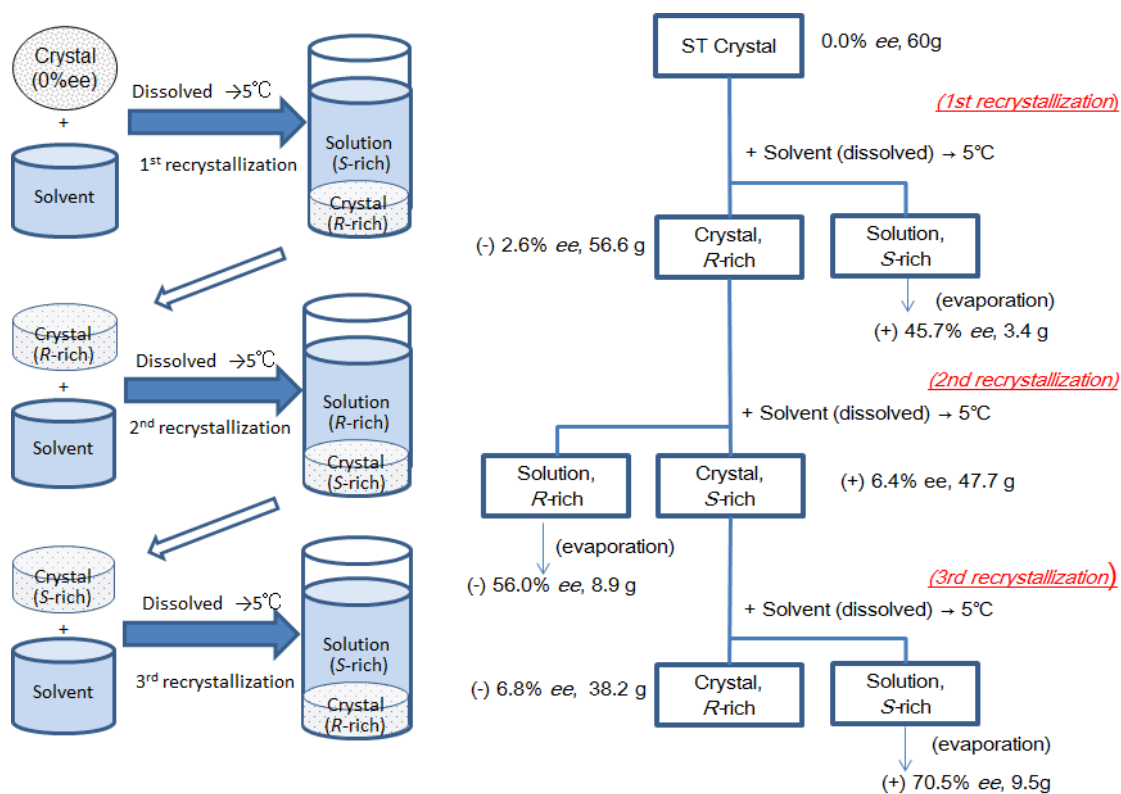 Crystal
(0%ee)
+
Solvent
Dissolved →5℃
1st recrystallization
Solution
(S-rich)
Crystal
(R-rich)
Crystal
(R-rich)
+
Solvent
Dissolved →5℃
2nd recrystallization
Solution
(R-rich)
Crystal
(S-rich)
Crystal
(S-rich)
+
Solvent
Dissolved →5℃
3rd recrystallization
Solution
(S-rich)
Crystal
(R-rich)
ST Crystal
0.0% ee, 60g
(1st recrystallization)
+ Solvent (dissolved) → 5℃
(-) 2.6% ee, 56.6 g
Crystal,
R-rich
Solution,
S-rich
(evaporation)
(+) 45.7% ee, 3.4 g
(2nd recrystallization)
+ Solvent (dissolved) → 5℃
Solution,
R-rich
Crystal,
S-rich
(+) 6.4% ee, 47.7 g
(evaporation)
(-) 56.0% ee, 8.9 g
(3rd recrystallization)
+ Solvent (dissolved) → 5℃
(-) 6.8% ee, 38.2 g
Crystal,
R-rich
Solution,
S-rich
(evaporation)
(+) 70.5% ee, 9.5g